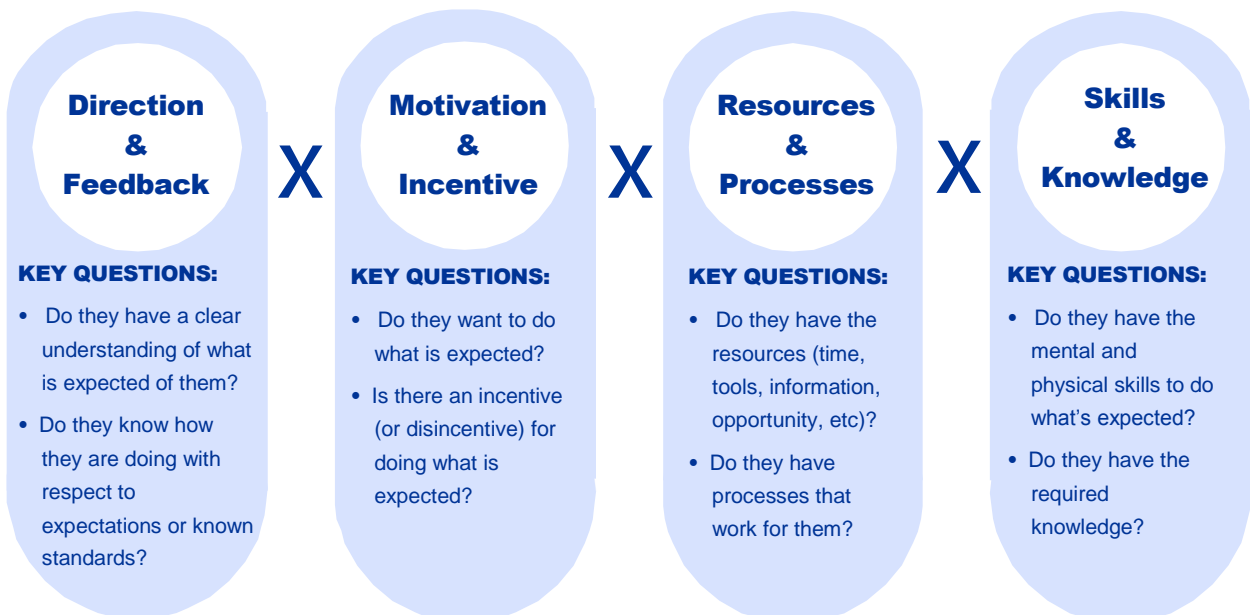 Direction
&
Feedback
X
Motivation
&
Incentive
X
Resources
&
Processes
X
Skills
&
Knowledge
KEY QUESTIONS:
• Do they have a clear
understanding of what
is expected of them?
• Do they know how
they are doing with
respect to
expectations or known
standards?
KEY QUESTIONS:
• Do they want to do
what is expected?
• Is there an incentive
(or disincentive) for
doing what is
expected?
KEY QUESTIONS:
• Do they have the
resources (time,
tools, information,
opportunity, etc)?
• Do they have
processes that
work for them?
KEY QUESTIONS:
• Do they have the
mental and
physical skills to do
what’s expected?
• Do they have the
required
knowledge?